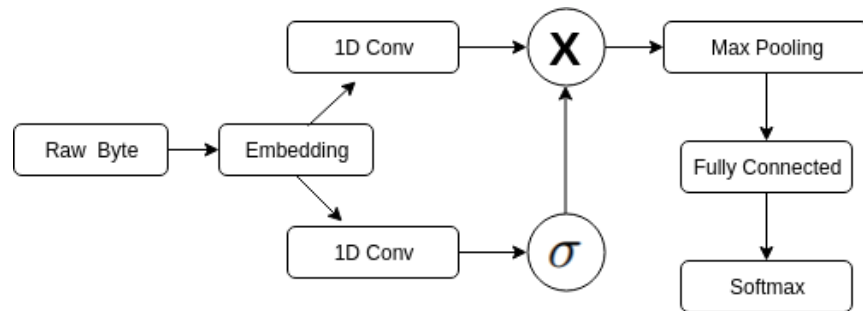 1D Conv
X
Max Pooling
Raw Byte
Embedding
Fully Connected
1D Conv
σ
Softmax